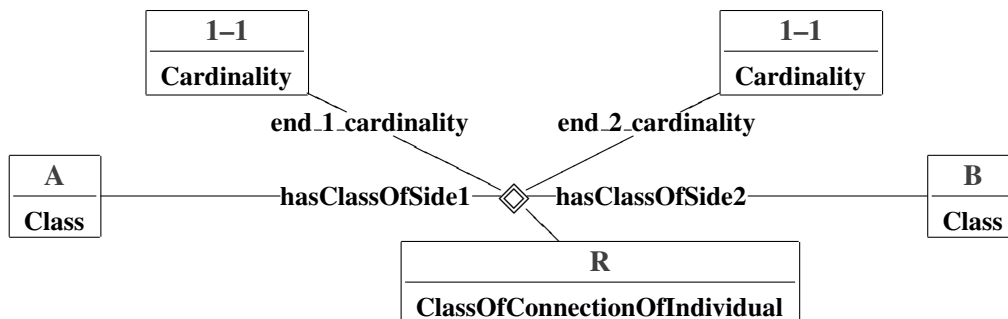 1–1
Cardinality
1–1
Cardinality
end_1_cardinality
end_2_cardinality
A
Class
hasClassOfSide1
hasClassOfSide2
B
Class
R
ClassOfConnectionOfIndividual